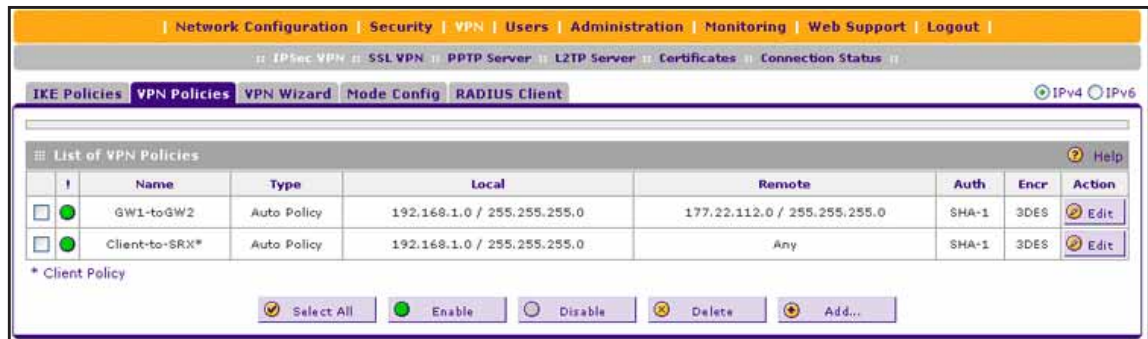 | Network Configuration | Security | VPN | Users | Administration | Monitoring | Web Support | Logout |
:: IPSec VPN :: SSL VPN :: PPTP Server :: L2TP Server :: Certificates :: Connection Status ::
IKE Policies VPN Policies VPN Wizard Mode Config RADIUS Client IPv4 IPv6
List of VPN Policies ? Help
! Name Type Local Remote Auth Encr Action
GW1-toGW2 Auto Policy 192.168.1.0 / 255.255.255.0 177.22.112.0 / 255.255.255.0 SHA-1 3DES Edit
Client-to-SRX* Auto Policy 192.168.1.0 / 255.255.255.0 Any SHA-1 3DES Edit
* Client Policy
Select All Enable Disable Delete Add...